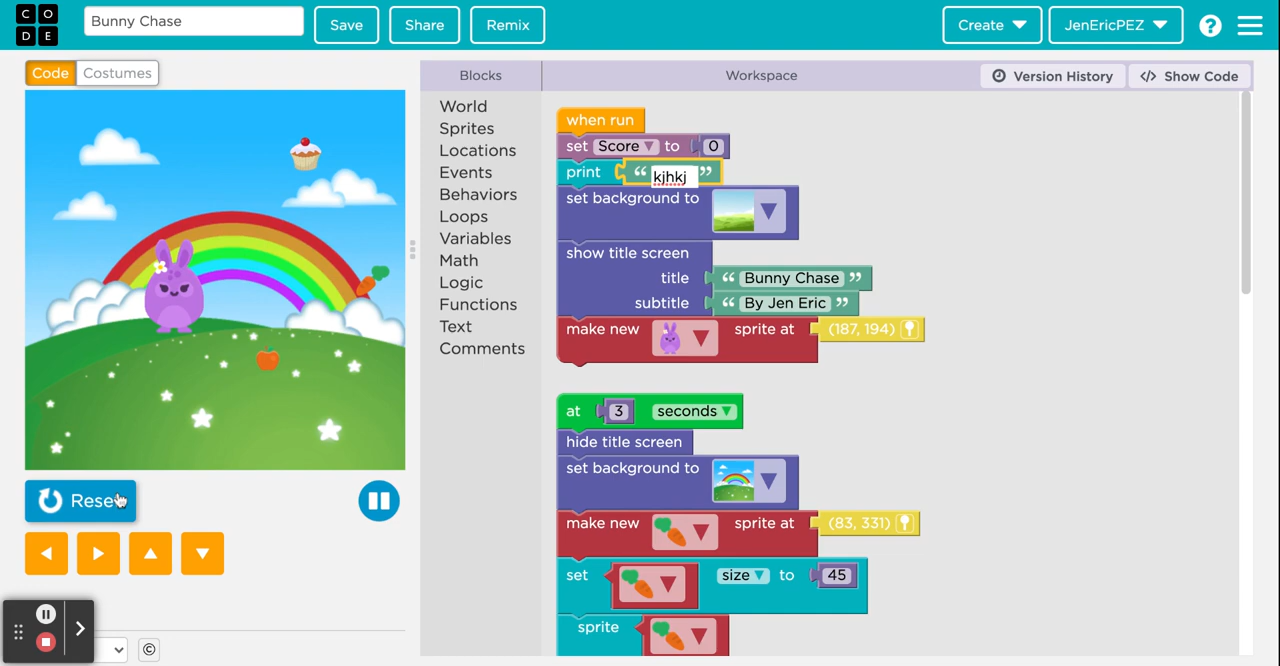 C O
D E
Bunny Chase
Save
Share
Remix
Create
JenEricPEZ
?
Code
Costumes
Blocks
Workspace
Version History
</> Show Code
World
Sprites
Locations
Events
Behaviors
Loops
Variables
Math
Logic
Functions
Text
Comments
when run
set Score to 0
print “ kjhkj ”
set background to
show title screen
title “ Bunny Chase ”
subtitle “ By Jen Eric ”
make new sprite at (187, 194)
at 3 seconds
hide title screen
set background to
make new sprite at (83, 331)
set size to 45
sprite
Rese
©